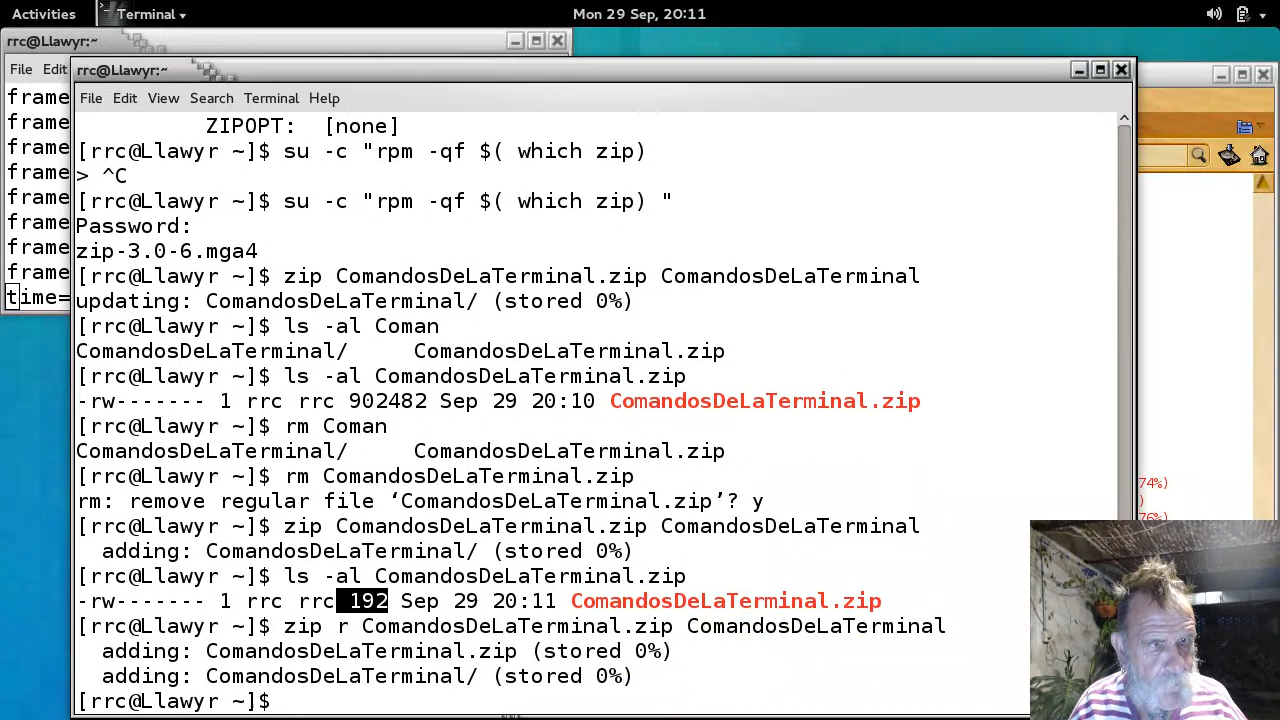 Activities Terminal Mon 29 Sep, 20:11
rrc@Llawyr:~
File Edit
frame
frame
frame
frame
frame
frame
frame
frame
time=
rrc@Llawyr:~
File Edit View Search Terminal Help
ZIPOPT: [none]
[rrc@Llawyr ~]$ su -c "rpm -qf $( which zip)
> ^C
[rrc@Llawyr ~]$ su -c "rpm -qf $( which zip) "
Password:
zip-3.0-6.mga4
[rrc@Llawyr ~]$ zip ComandosDeLaTerminal.zip ComandosDeLaTerminal
updating: ComandosDeLaTerminal/ (stored 0%)
[rrc@Llawyr ~]$ ls -al Coman
ComandosDeLaTerminal/ ComandosDeLaTerminal.zip
[rrc@Llawyr ~]$ ls -al ComandosDeLaTerminal.zip
-rw------- 1 rrc rrc 902482 Sep 29 20:10 ComandosDeLaTerminal.zip
[rrc@Llawyr ~]$ rm Coman
ComandosDeLaTerminal/ ComandosDeLaTerminal.zip
[rrc@Llawyr ~]$ rm ComandosDeLaTerminal.zip
rm: remove regular file ‘ComandosDeLaTerminal.zip’? y
[rrc@Llawyr ~]$ zip ComandosDeLaTerminal.zip ComandosDeLaTerminal
adding: ComandosDeLaTerminal/ (stored 0%)
[rrc@Llawyr ~]$ ls -al ComandosDeLaTerminal.zip
-rw------- 1 rrc rrc 192 Sep 29 20:11 ComandosDeLaTerminal.zip
[rrc@Llawyr ~]$ zip r ComandosDeLaTerminal.zip ComandosDeLaTerminal
adding: ComandosDeLaTerminal.zip (stored 0%)
adding: ComandosDeLaTerminal/ (stored 0%)
[rrc@Llawyr ~]$
74%)
)